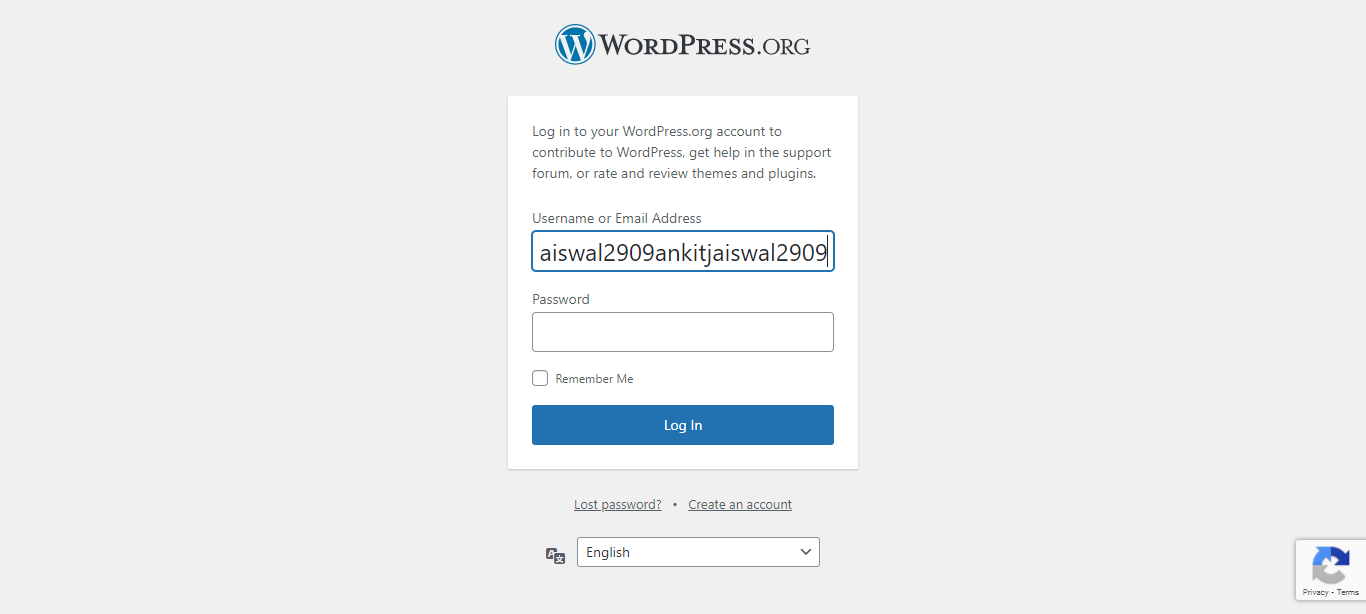 WORDPRESS.ORG
Log in to your WordPress.org account to
contribute to WordPress, get help in the support
forum, or rate and review themes and plugins.
Username or Email Address
aiswal2909ankitjaiswal2909
Password
Remember Me
Log In
Lost password? • Create an account
English
Privacy - Terms